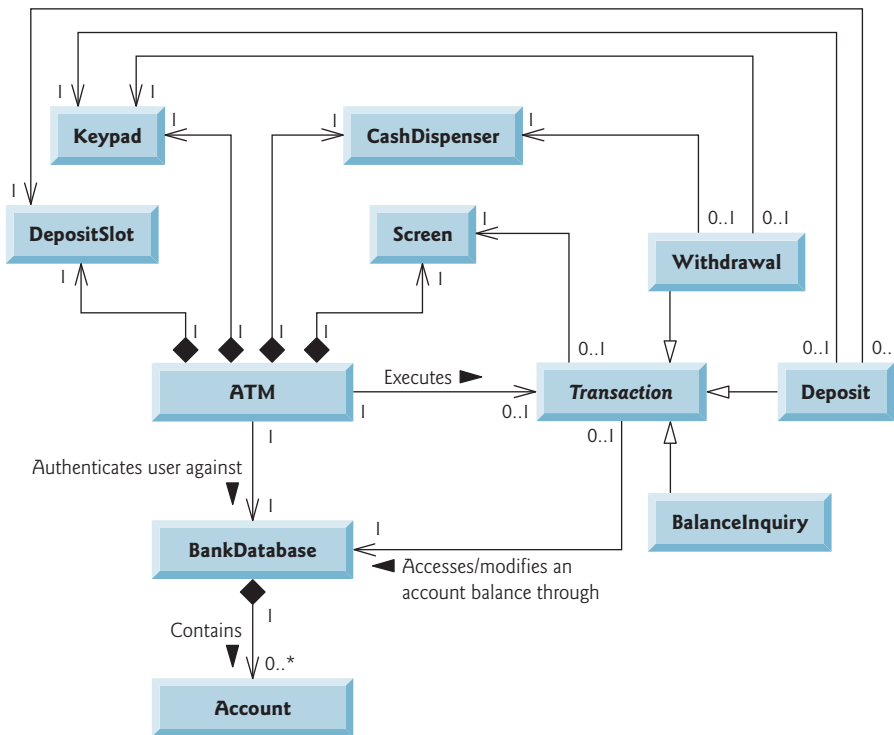 1
1
1
1
1
Keypad
CashDispenser
1
1
0..1
0..1
DepositSlot
Screen
Withdrawal
1
1
1
1
1
1
0..1
0..1
0..
Executes
ATM
Transaction
Deposit
1
0..1
1
0..1
Authenticates user against
1
1
BankDatabase
BalanceInquiry
Accesses/modifies an
account balance through
1
Contains
0..*
Account